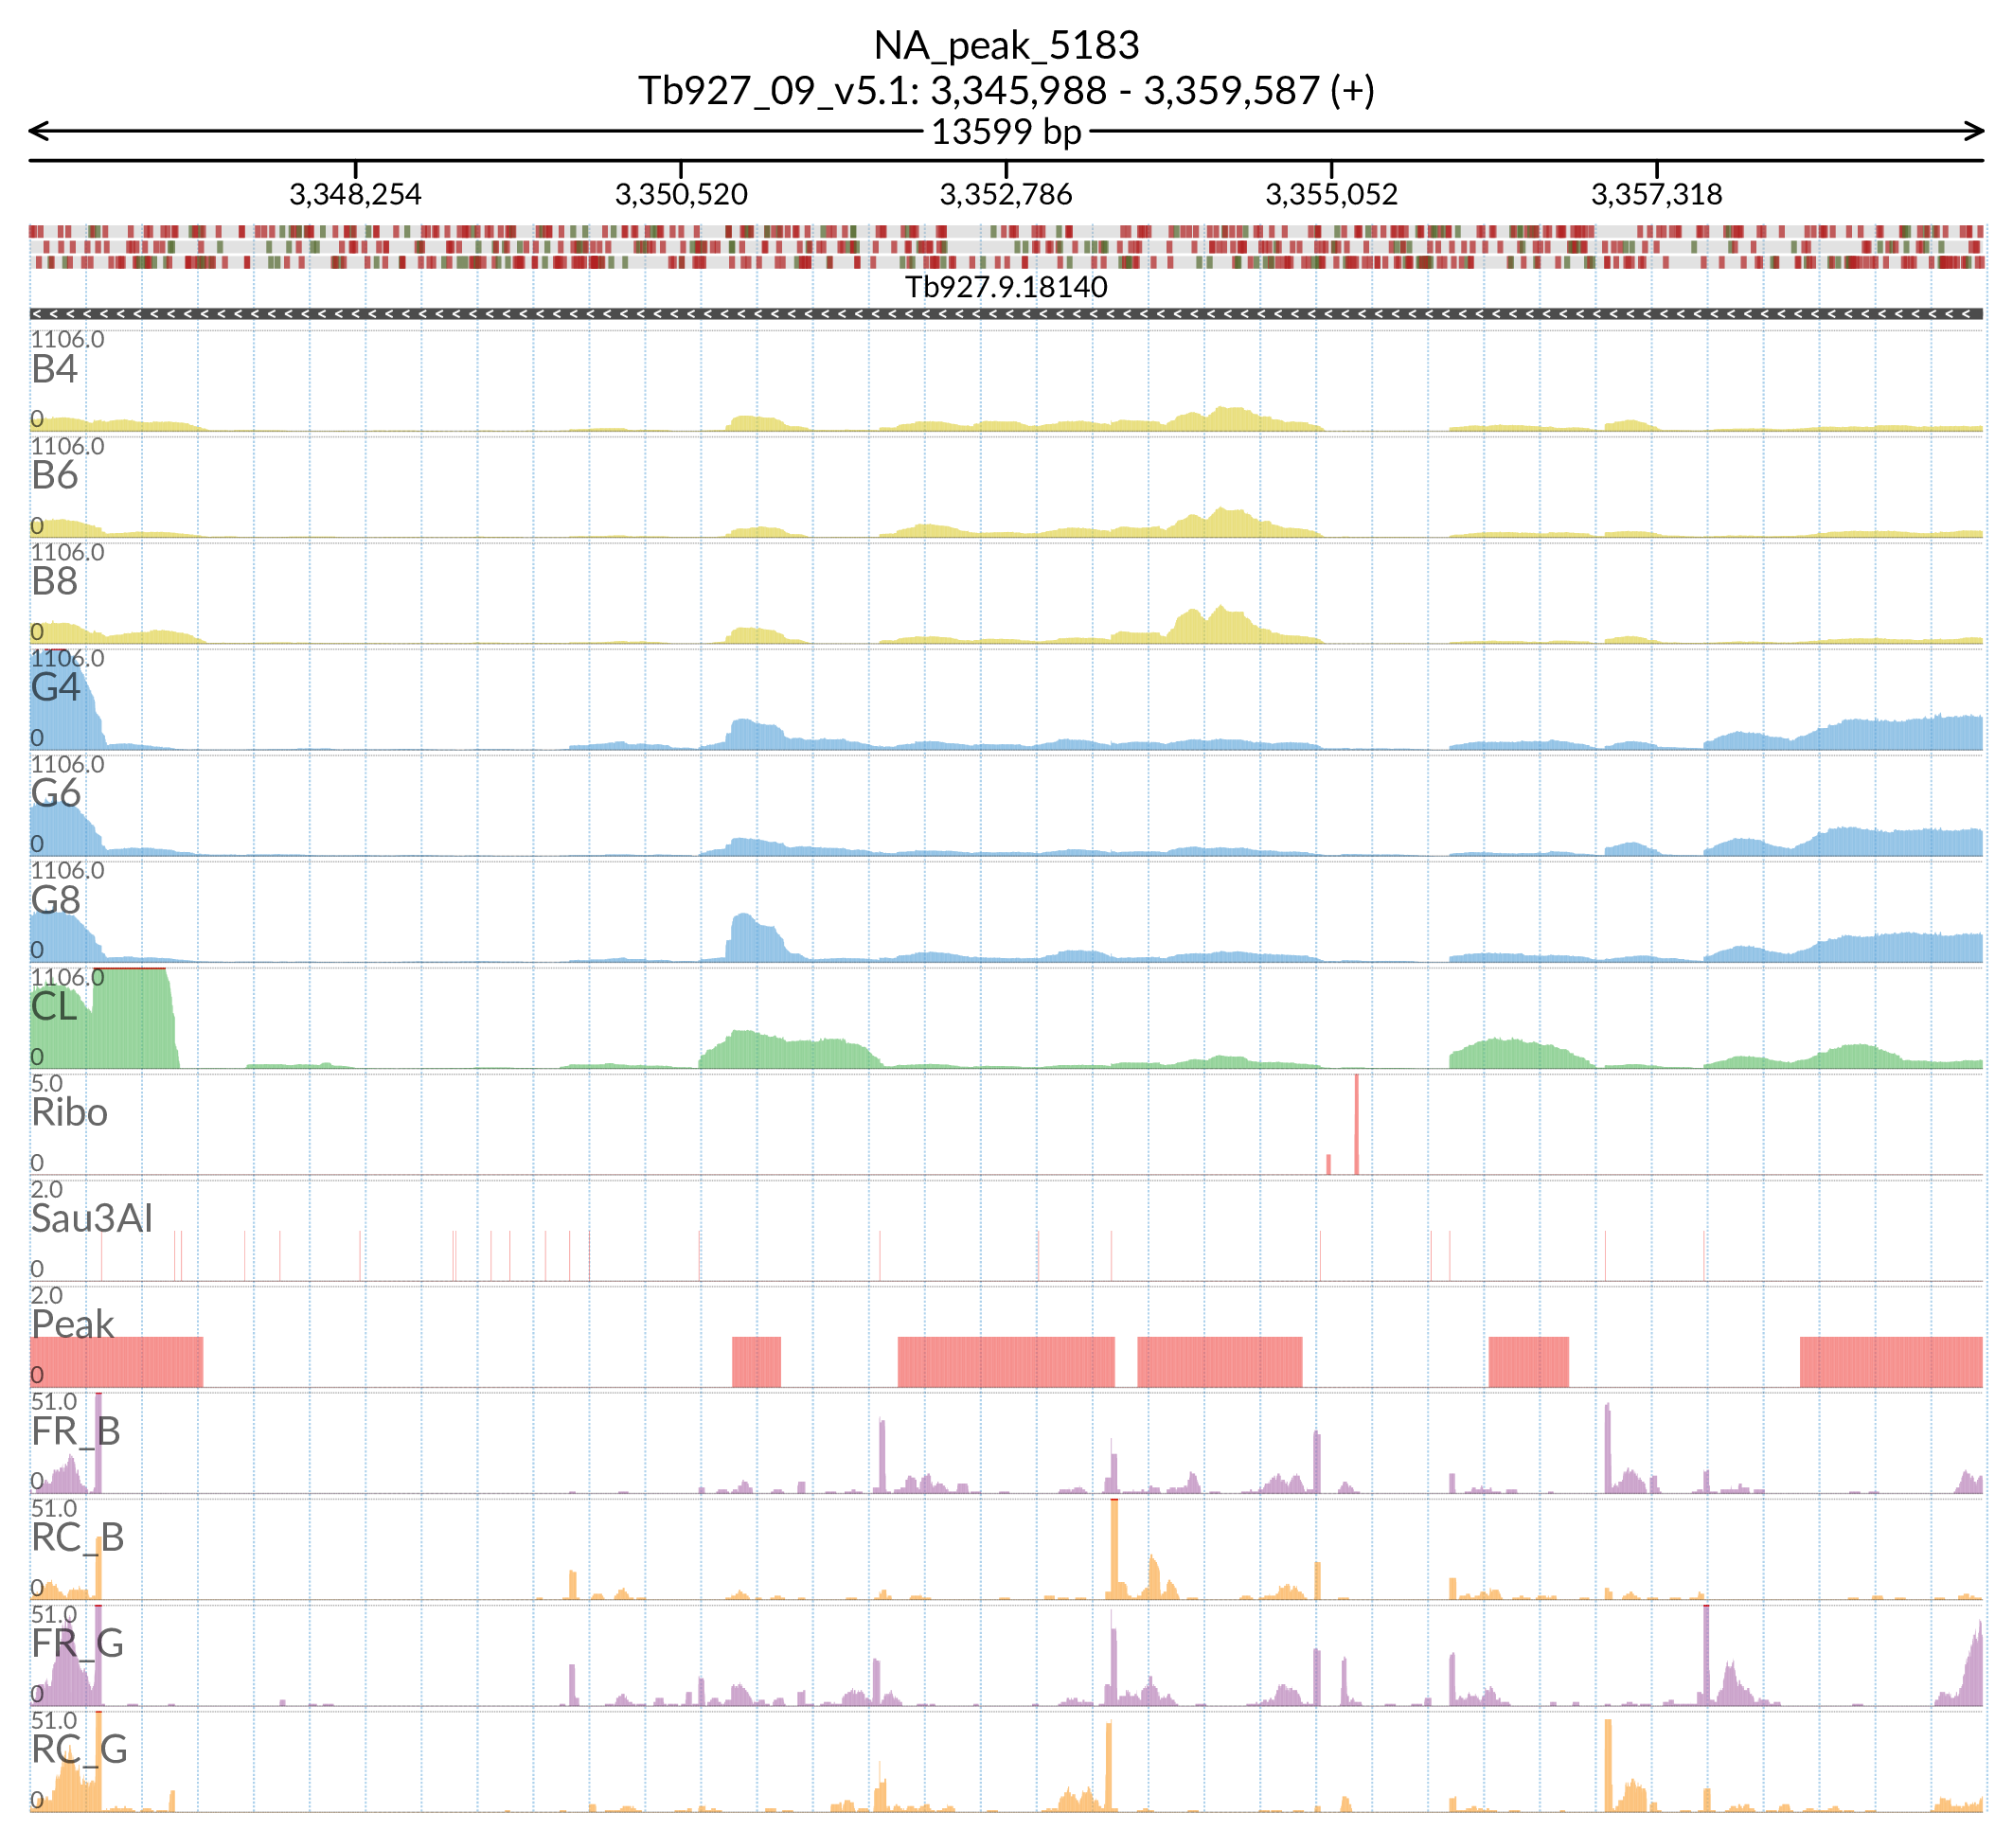 NA_peak_5183
Tb927_09_v5.1: 3,345,988 - 3,359,587 (+)
13599 bp
3,348,254 3,350,520 3,352,786 3,355,052 3,357,318
Tb927.9.18140
1106.0
B4
0
1106.0
B6
0
1106.0
B8
0
1106.0
G4
0
1106.0
G6
0
1106.0
G8
0
1106.0
CL
0
5.0
Ribo
0
2.0
Sau3AI
0
2.0
Peak
0
51.0
FR_B
0
51.0
RC_B
0
51.0
FR_G
0
51.0
RC_G
0